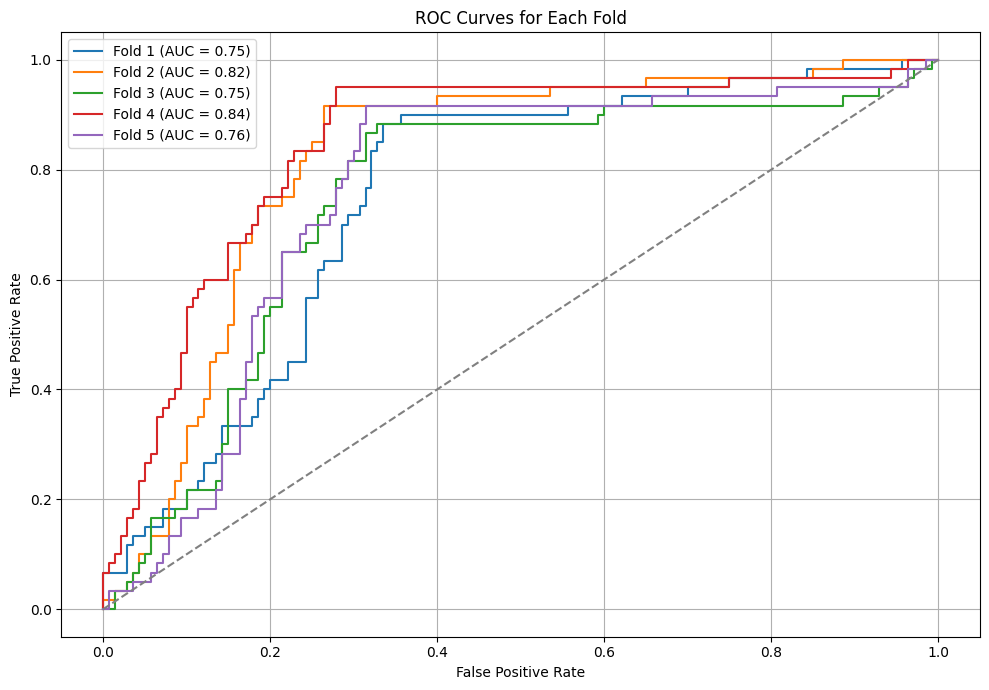 ROC Curves for Each Fold
Fold 1 (AUC = 0.75)
Fold 2 (AUC = 0.82)
Fold 3 (AUC = 0.75)
Fold 4 (AUC = 0.84)
Fold 5 (AUC = 0.76)
True Positive Rate
1.0
0.8
0.6
0.4
0.2
0.0
0.0 0.2 0.4 0.6 0.8 1.0
False Positive Rate